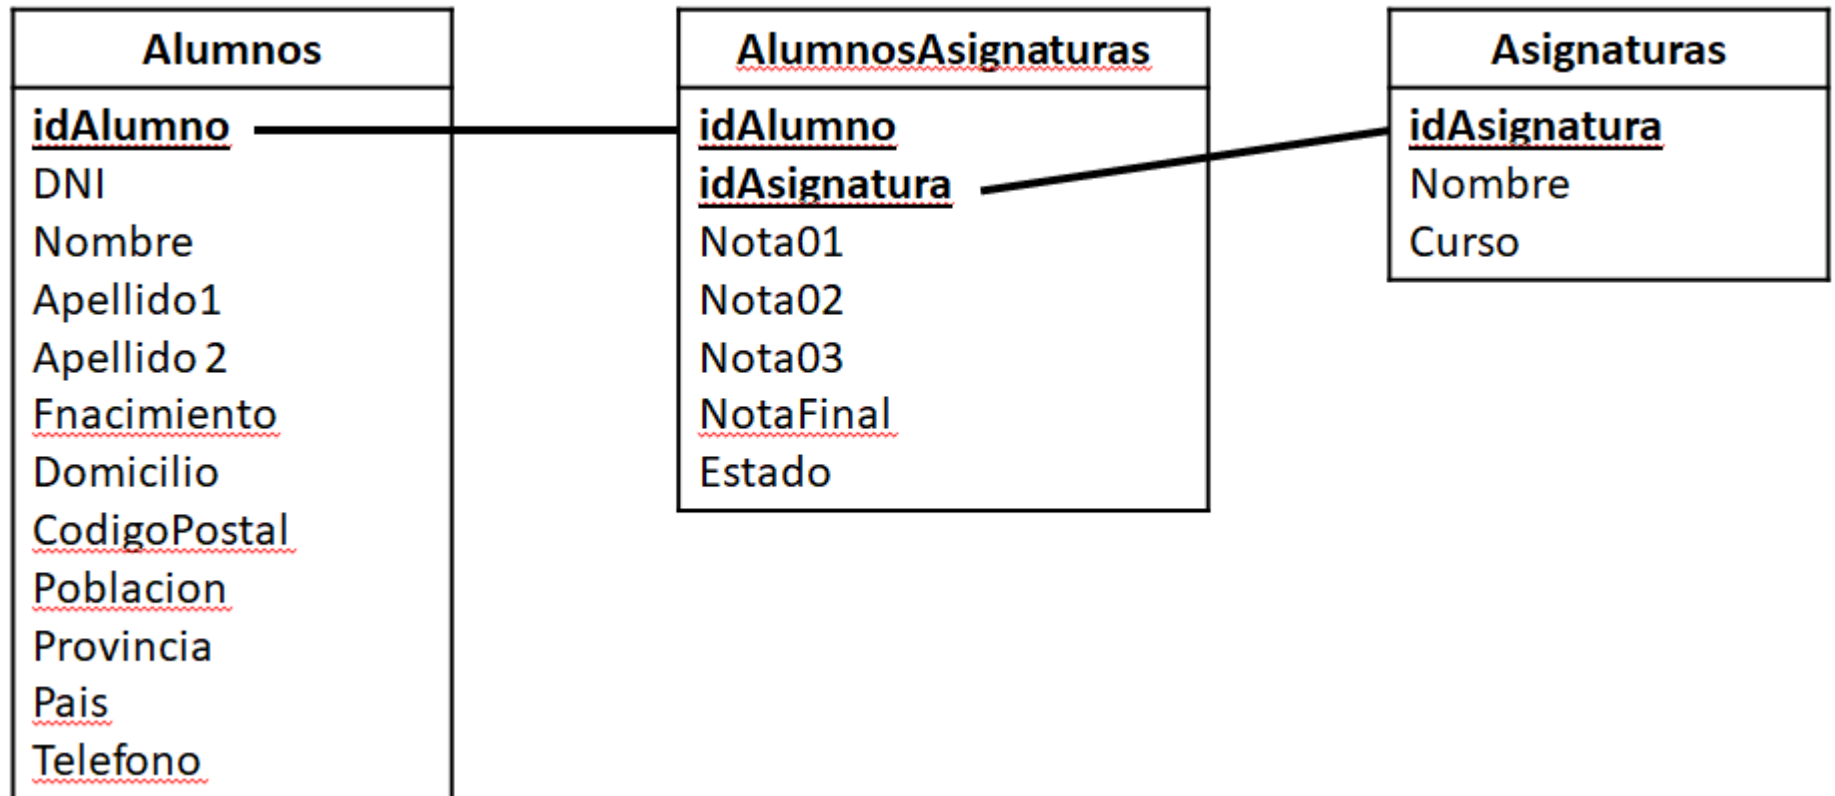 Alumnos
idAlumno
DNI
Nombre
Apellido1
Apellido 2
Fnacimiento
Domicilio
CodigoPostal
Poblacion
Provincia
Pais
Telefono
AlumnosAsignaturas
idAlumno
idAsignatura
Nota01
Nota02
Nota03
NotaFinal
Estado
Asignaturas
idAsignatura
Nombre
Curso